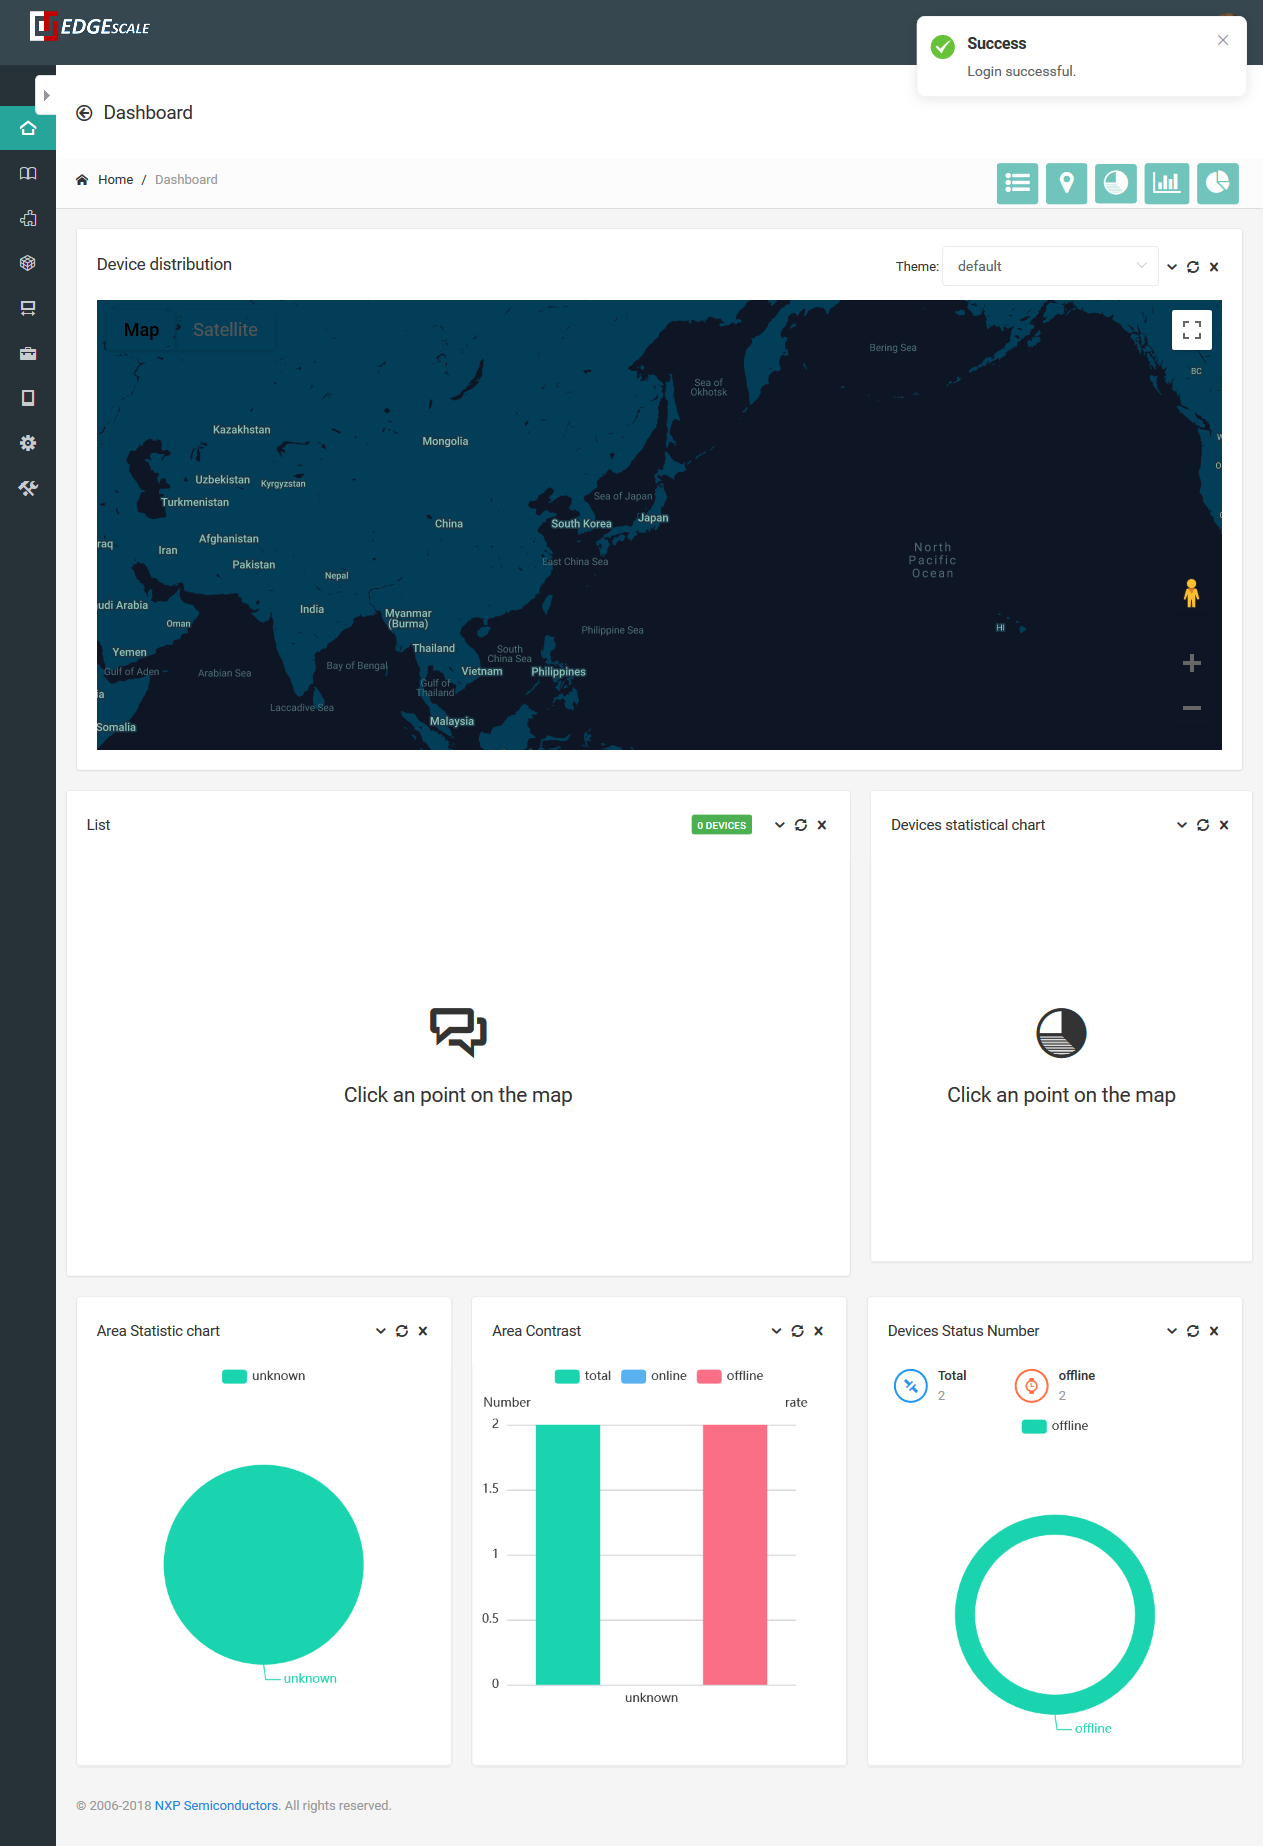 EDGESCALE
Success
Login successful.
Dashboard
Home / Dashboard
Device distribution
Theme: default
Map Satellite
Bering Sea
Sea of
Okhotsk
BC
Kazakhstan
Mongolia
Uzbekistan
Kyrgyzstan
Turkmenistan
Sea of Japan
South Korea
Japan
China
Afghanistan
raq
Iran
Pakistan
East China Sea
North
Pacific
Ocean
Nepal
udi Arabia
India
Oman
Myanmar
(Burma)
Philippine Sea
HI
Yemen
Thailand
South
China Sea
Gulf of Aden
Arabian Sea
Bay of Bengal
Vietnam
Philippines
Gulf of
Thailand
ia
Laccadive Sea
Somalia
Malaysia
List
0 DEVICES
Click an point on the map
Devices statistical chart
Click an point on the map
Area Statistic chart
unknown
unknown
Area Contrast
total online offline
Number rate
2
1.5
1
0.5
0
unknown
Devices Status Number
Total
2
offline
2
offline
offline
© 2006-2018 NXP Semiconductors. All rights reserved.